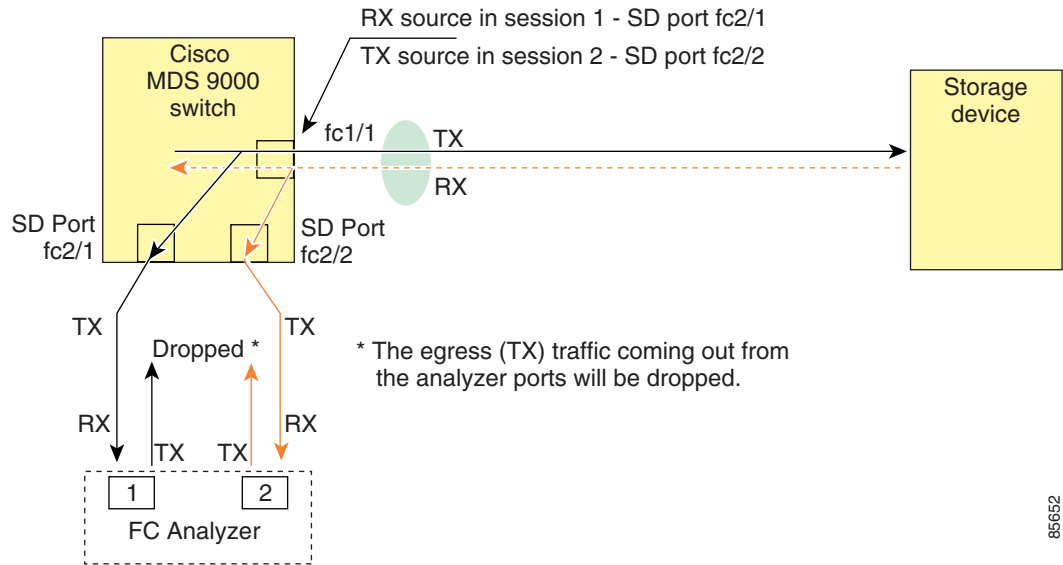 RX source in session 1 - SD port fc2/1
TX source in session 2 - SD port fc2/2
Cisco
MDS 9000
switch
Storage
device
fc1/1
TX
RX
SD Port
fc2/1
SD Port
fc2/2
TX
TX
Dropped *
* The egress (TX) traffic coming out from
the analyzer ports will be dropped.
RX
TX
TX
RX
1
2
FC Analyzer
85652